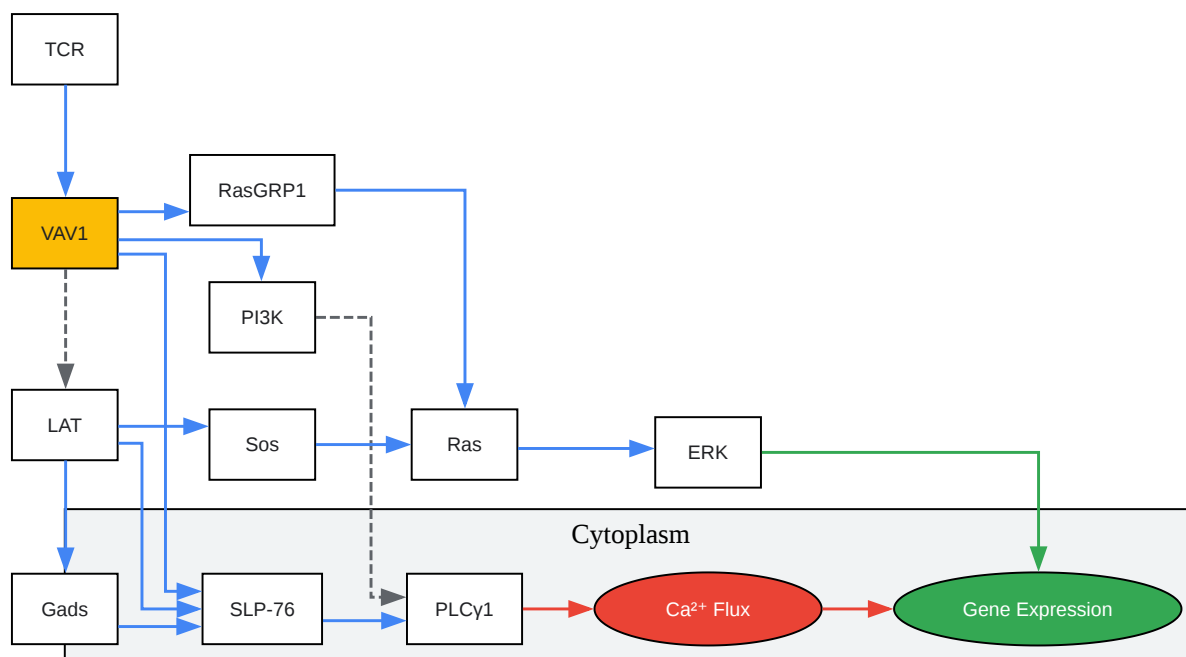 TCR
RasGRP1
VAV1
PI3K
LAT
Sos
Ras
ERK
Cytoplasm
Gads
SLP-76
PLCγ1
Ca²⁺ Flux
Gene Expression